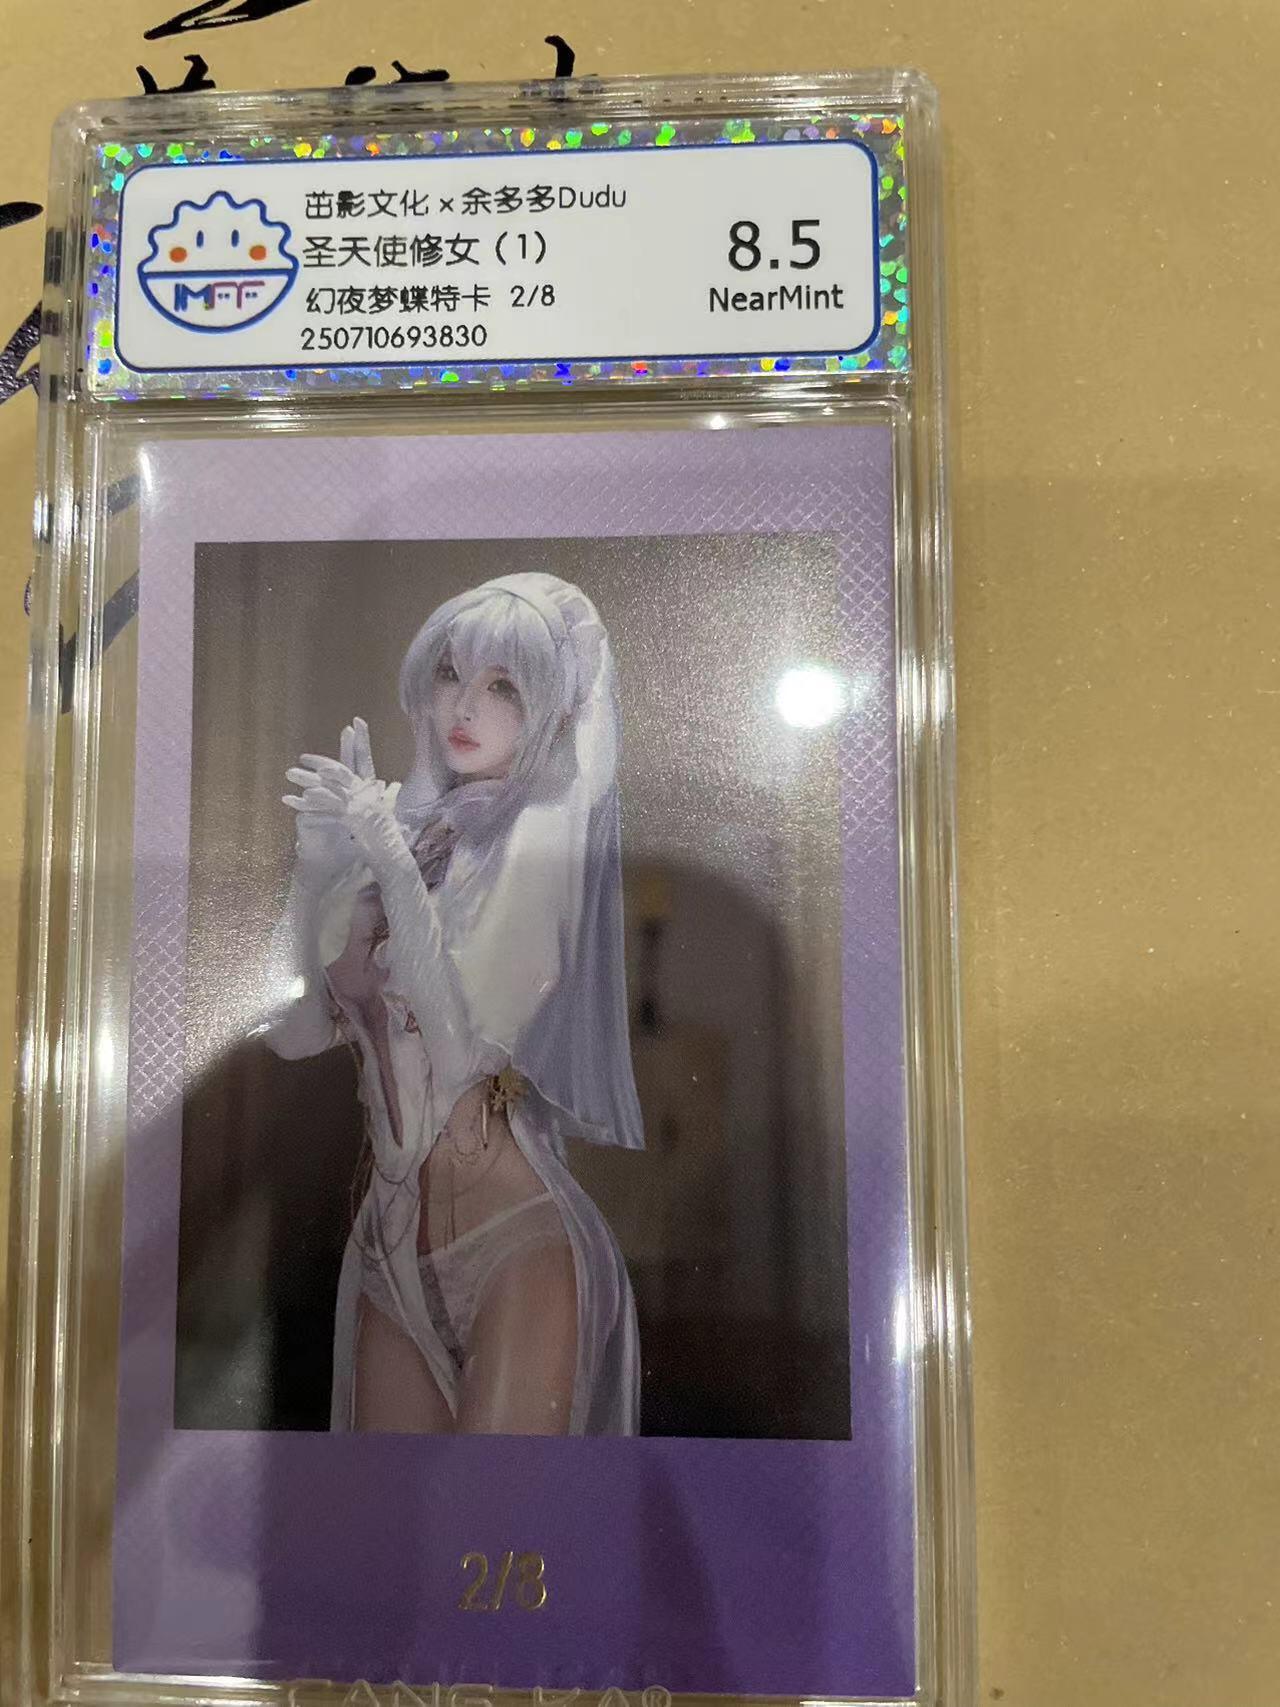 茁影文化 × 余多多Dudu
圣天使修女（1）
幻夜梦蝶特卡 2/8
250710693830
8.5
NearMint
2/8